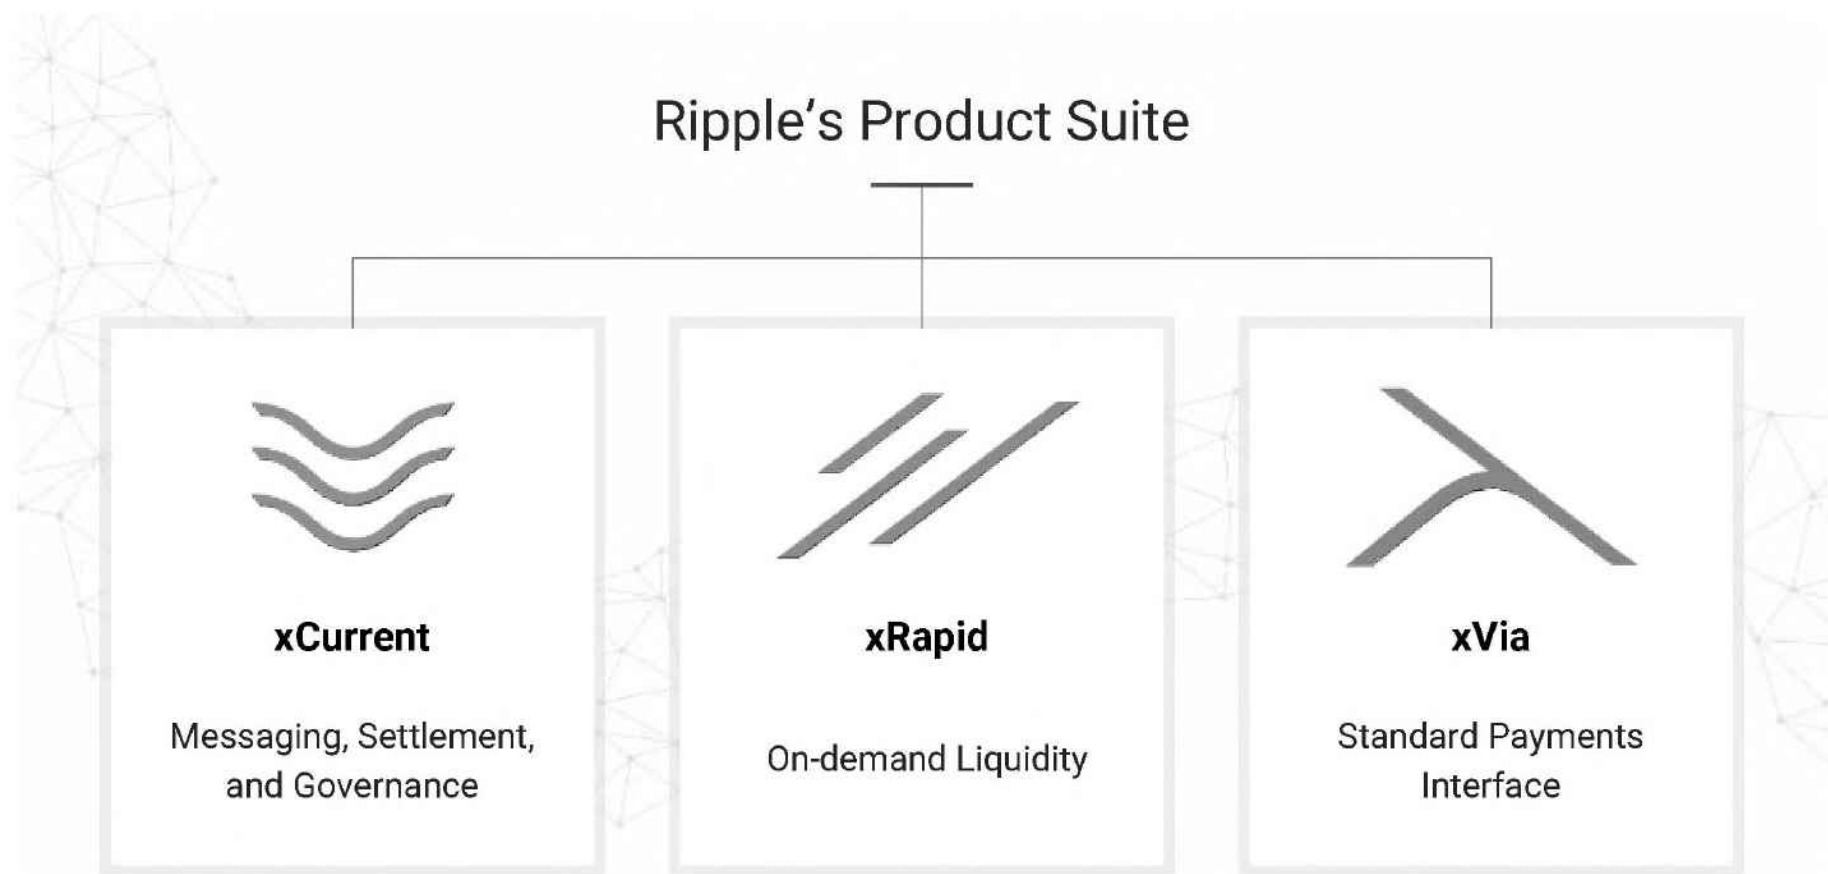 Ripple‘s Product Suite
xCurrent
Messaging, Settlement,
and Governance
xRapid
On-demand Liquidity
xVia
Standard Payments
Interface